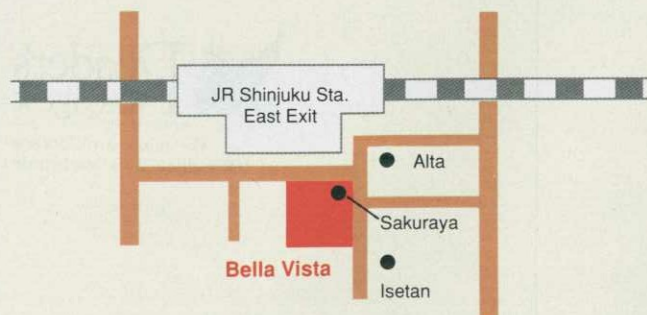 JR Shinjuku Sta.
East Exit
Alta
Sakuraya
Bella Vista
Isetan